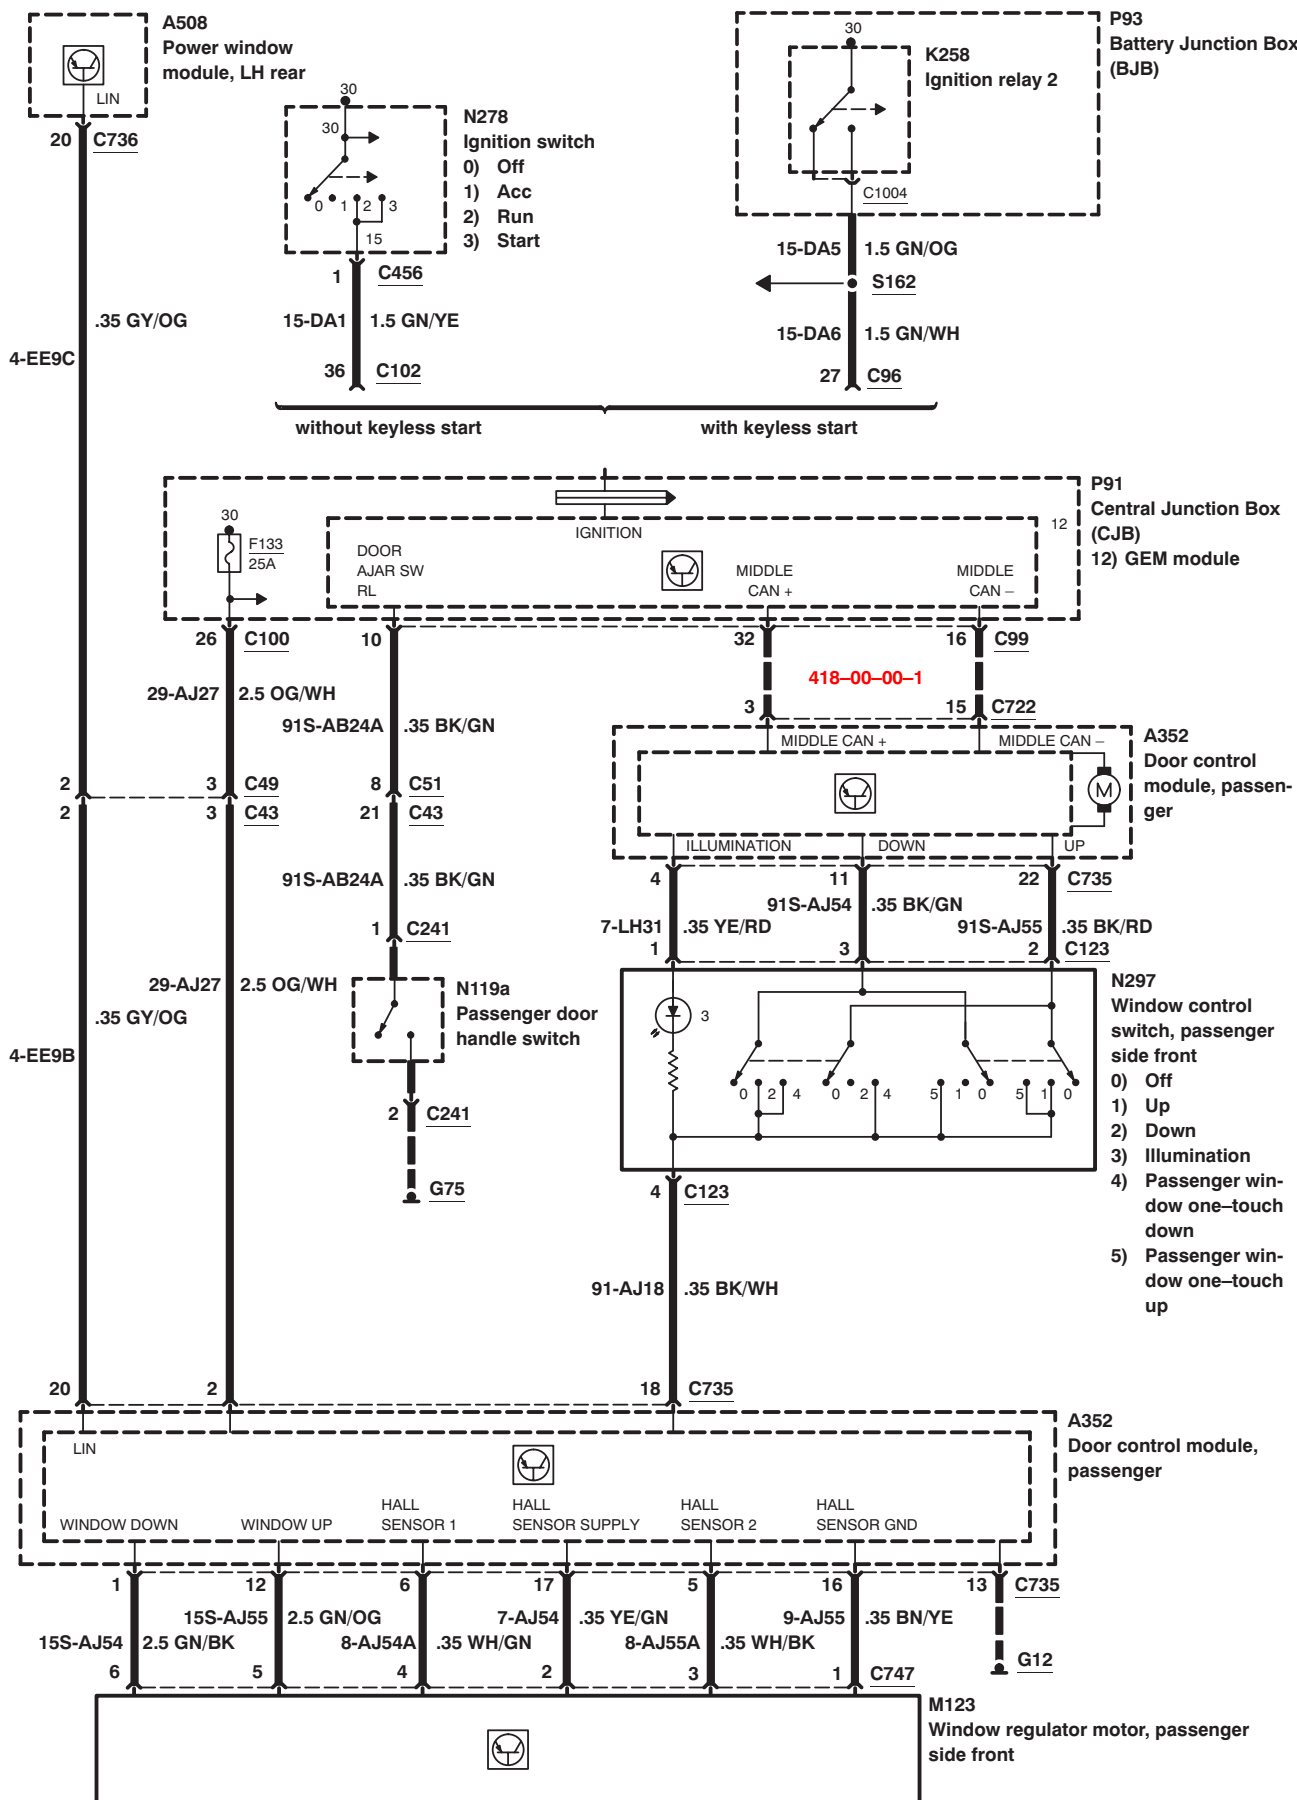 A508
Power window
module, LH rear
LIN
20 C736
30
30
N278
Ignition switch
0) Off
1) Acc
2) Run
3) Start
0 1 2 3
15
1 C456
15-DA1 1.5 GN/YE
36 C102
P93
Battery Junction Box
(BJB)
30
K258
Ignition relay 2
C1004
15-DA5 1.5 GN/OG
S162
15-DA6 1.5 GN/WH
27 C96
.35 GY/OG
4-EE9C
without keyless start
with keyless start
P91
Central Junction Box
(CJB)
12) GEM module
30
F133
25A
IGNITION
12
DOOR
AJAR SW
RL
MIDDLE
CAN +
MIDDLE
CAN –
26 C100
10
32
16 C99
29-AJ27 2.5 OG/WH
418–00–00–1
91S-AB24A .35 BK/GN
3
15 C722
MIDDLE CAN +
MIDDLE CAN –
A352
Door control
module, passen-
ger
M
2
3 C49
8 C51
2
3 C43
21 C43
ILLUMINATION
DOWN
UP
4
11
22 C735
91S-AB24A .35 BK/GN
91S-AJ54 .35 BK/GN
7-LH31 .35 YE/RD
91S-AJ55 .35 BK/RD
1 C241
1
3
2 C123
29-AJ27 2.5 OG/WH
N119a
Passenger door
handle switch
.35 GY/OG
4-EE9B
2 C241
G75
N297
Window control
switch, passenger
side front
0) Off
1) Up
2) Down
3) Illumination
4) Passenger win-
dow one–touch
down
5) Passenger win-
dow one–touch
up
3
0 2 4
0 2 4
5 1 0
5 1 0
4 C123
91-AJ18 .35 BK/WH
20
2
18 C735
A352
Door control module,
passenger
LIN
WINDOW DOWN
WINDOW UP
HALL
SENSOR 1
HALL
SENSOR SUPPLY
HALL
SENSOR 2
HALL
SENSOR GND
1
12
6
17
5
16
13 C735
15S-AJ55 2.5 GN/OG
7-AJ54 .35 YE/GN
9-AJ55 .35 BN/YE
15S-AJ54 2.5 GN/BK
8-AJ54A .35 WH/GN
8-AJ55A .35 WH/BK
G12
6
5
4
2
3
1 C747
M123
Window regulator motor, passenger
side front